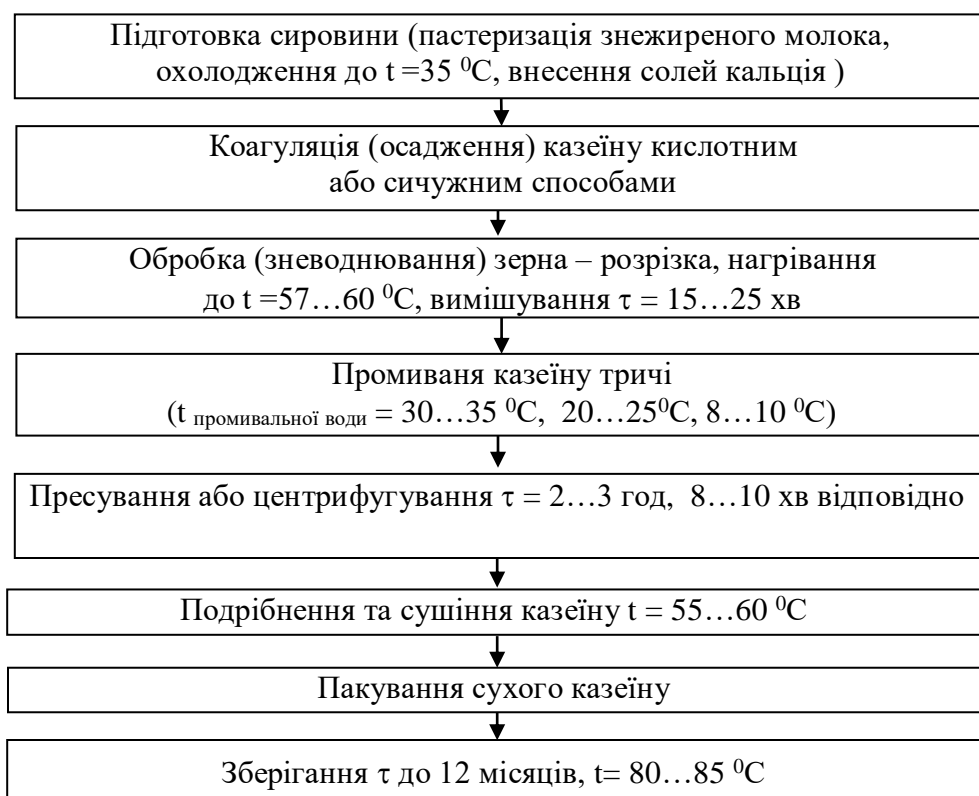 Підготовка сировини (пастеризація знежиреного молока,
охолодження до t =35 ⁰С, внесення солей кальція )
Коагуляція (осадження) казеїну кислотним
або сичужним способами
Обробка (зневоднювання) зерна – розрізка, нагрівання
до t =57…60 ⁰С, вимішування τ = 15…25 хв
Промиваня казеїну тричі
(t промивальної води = 30…35 ⁰С, 20…25⁰С, 8…10 ⁰С)
Пресування або центрифугування τ = 2…3 год, 8…10 хв відповідно
Подрібнення та сушіння казеїну t = 55…60 ⁰С
Пакування сухого казеїну
Зберігання τ до 12 місяців, t= 80…85 ⁰С